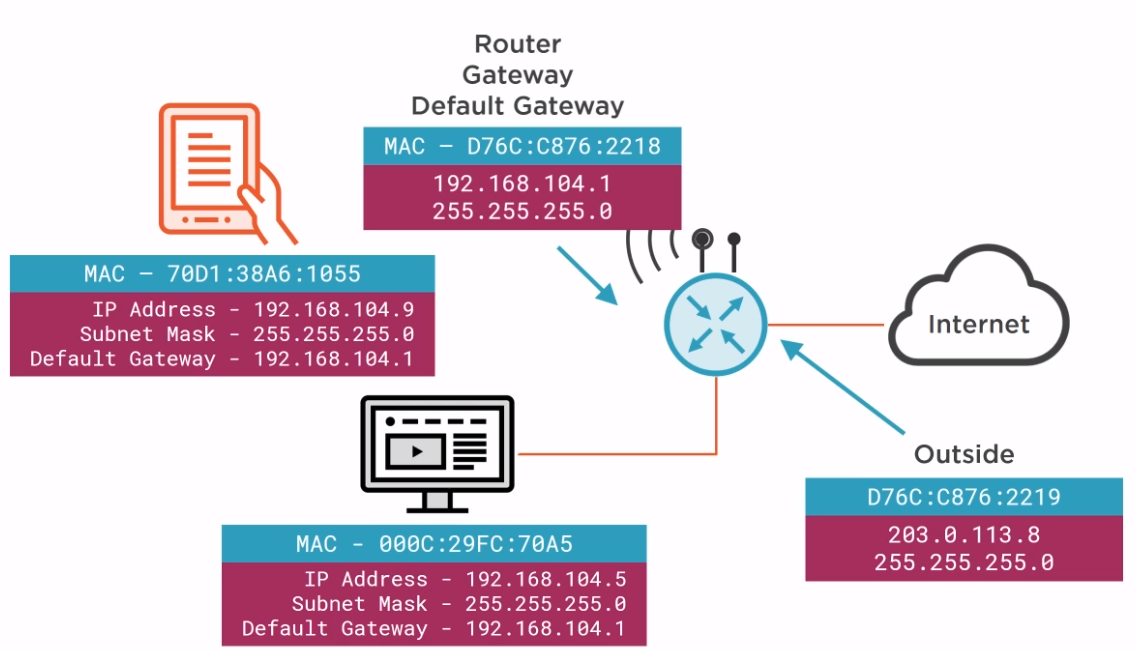 Router
Gateway
Default Gateway
MAC – D76C:C876:2218
192.168.104.1
255.255.255.0
MAC – 70D1:38A6:1055
IP Address - 192.168.104.9
Subnet Mask - 255.255.255.0
Default Gateway - 192.168.104.1
Internet
Outside
D76C:C876:2219
203.0.113.8
255.255.255.0
MAC - 000C:29FC:70A5
IP Address - 192.168.104.5
Subnet Mask - 255.255.255.0
Default Gateway - 192.168.104.1